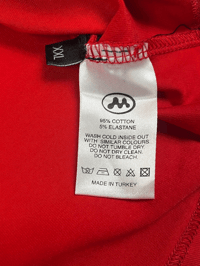 XXL
95% COTTON
5% ELASTANE
WASH COLD INSIDE OUT
WITH SIMILAR COLOURS.
DO NOT TUMBLE DRY
DO NOT DRY CLEAN.
DO NOT BLEACH
MADE IN TURKEY